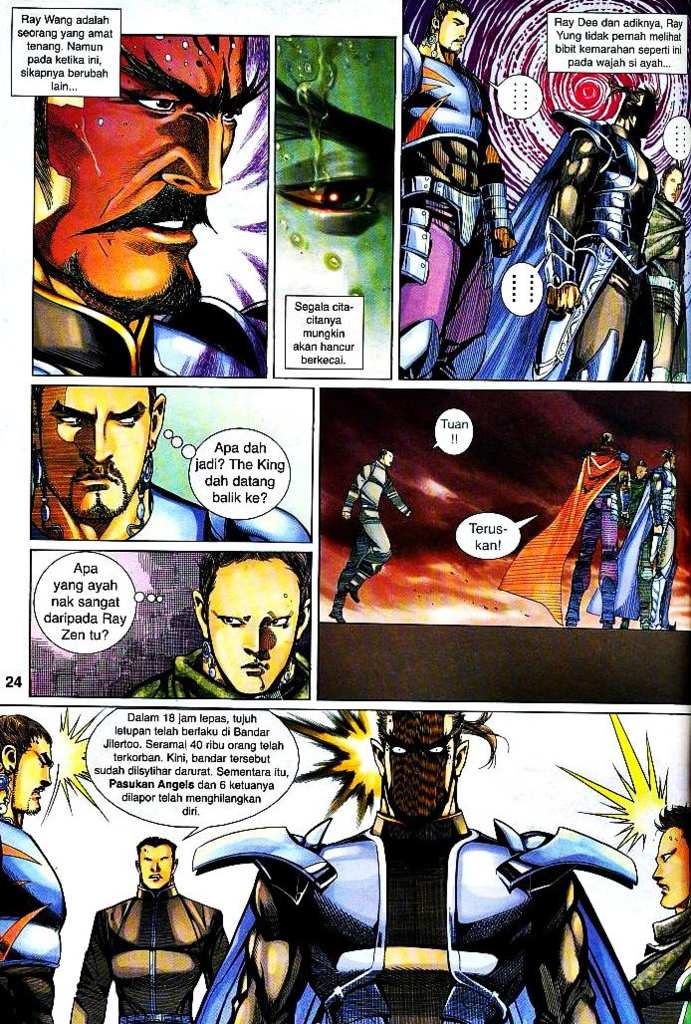 Ray Wang adalah
seorang yang amat
tenang. Namun
pada ketika ini,
sikapnya berubah
lain...
Segala cita-
citanya
mungkin
akan hancur
berkecai.
Ray Dee dan adiknya, Ray
Yung tidak pernah melihat
bibit kemarahan seperti ini
pada wajah si ayah...
Apa dah
jadi? The King
dah datang
balik ke?
Tuan
!!
Terus-
kan!
Apa
yang ayah
nak sangat
daripada Ray
Zen tu?
24
Dalam 18 jam lepas, tujuh
letupan telah berlaku di Bandar
Jilertoo. Seramai 40 ribu orang telah
terkorban. Kini, bandar tersebut
sudah diisytihar darurat. Sementara itu,
Pasukan Angels dan 6 ketuanya
dilapor telah menghilangkan
diri.